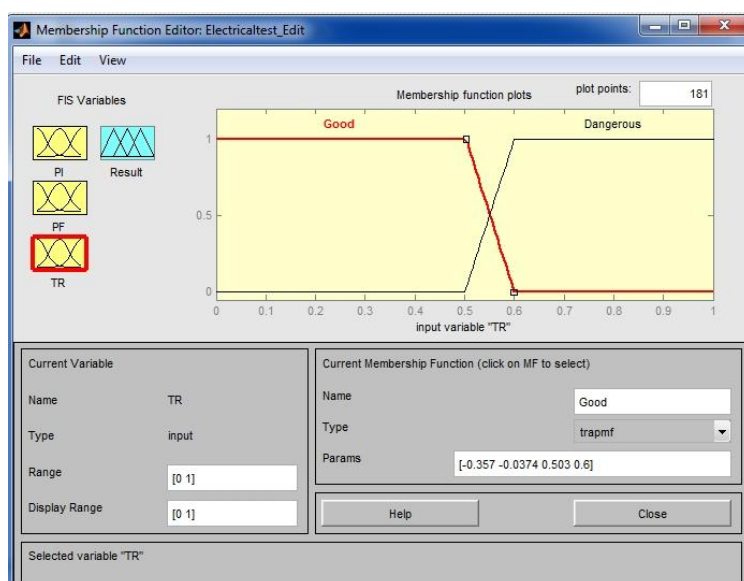 Membership Function Editor: Electricaltest_Edit
File Edit View
FIS Variables
Membership function plots
plot points: 181
PI
Result
PF
TR
Good
Dangerous
1
0.5
0
0 0.1 0.2 0.3 0.4 0.5 0.6 0.7 0.8 0.9 1
input variable "TR"
Current Variable
Name TR
Type input
Range [0 1]
Display Range [0 1]
Current Membership Function (click on MF to select)
Name Good
Type trapmf
Params [-0.357 -0.0374 0.503 0.6]
Help Close
Selected variable "TR"